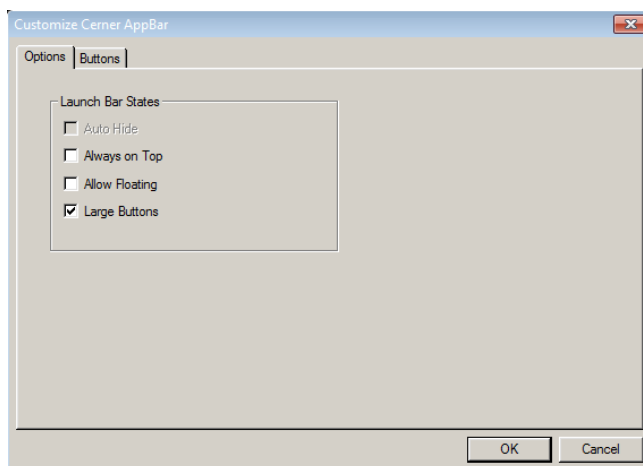 Customize Cerner AppBar
Options Buttons
Launch Bar States
Auto Hide
Always on Top
Allow Floating
Large Buttons
OK Cancel